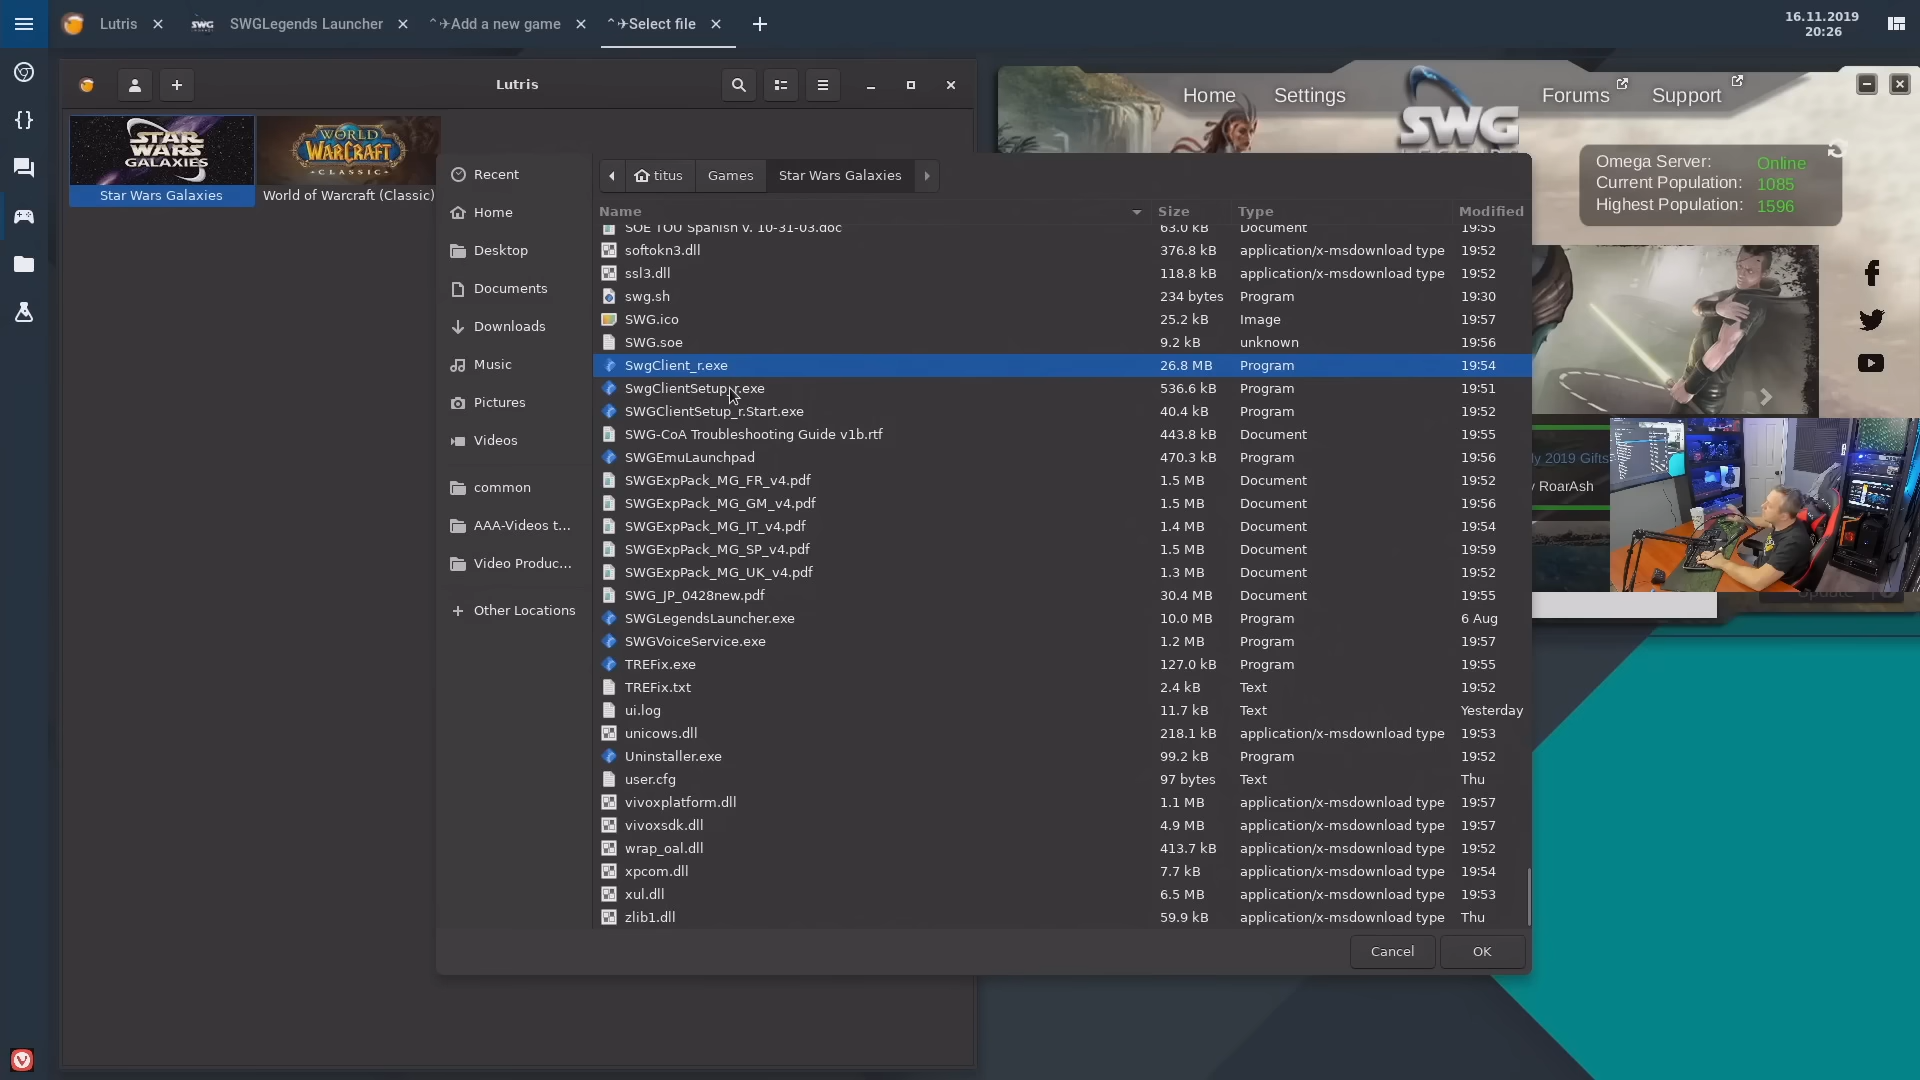 Lutris
SWGLegends Launcher
Add a new game
Select file
16.11.2019
20:26
Lutris
STAR WARS GALAXIES
WORLD OF WARCRAFT CLASSIC
Star Wars Galaxies
World of Warcraft (Classic)
Home
Settings
SWG
Forums
Support
Omega Server: Online
Current Population: 1085
Highest Population: 1596
Recent
Home
Desktop
Documents
Downloads
Music
Pictures
Videos
common
AAA-Videos t...
Video Produc...
Other Locations
titus
Games
Star Wars Galaxies
Name Size Type Modified
SOE TOU Spanish v. 10-31-03.doc 63.0 kB Document 19:55
softokn3.dll 376.8 kB application/x-msdownload type 19:52
ssl3.dll 118.8 kB application/x-msdownload type 19:52
swg.sh 234 bytes Program 19:30
SWG.ico 25.2 kB Image 19:57
SWG.soe 9.2 kB unknown 19:56
SwgClient_r.exe 26.8 MB Program 19:54
SwgClientSetup_r.exe 536.6 kB Program 19:51
SWGClientSetup_r.Start.exe 40.4 kB Program 19:52
SWG-CoA Troubleshooting Guide v1b.rtf 443.8 kB Document 19:55
SWGEmuLaunchpad 470.3 kB Program 19:56
SWGExpPack_MG_FR_v4.pdf 1.5 MB Document 19:52
SWGExpPack_MG_GM_v4.pdf 1.5 MB Document 19:56
SWGExpPack_MG_IT_v4.pdf 1.4 MB Document 19:54
SWGExpPack_MG_SP_v4.pdf 1.5 MB Document 19:59
SWGExpPack_MG_UK_v4.pdf 1.3 MB Document 19:52
SWG_JP_0428new.pdf 30.4 MB Document 19:55
SWGLegendsLauncher.exe 10.0 MB Program 6 Aug
SWGVoiceService.exe 1.2 MB Program 19:57
TREFix.exe 127.0 kB Program 19:55
TREFix.txt 2.4 kB Text 19:52
ui.log 11.7 kB Text Yesterday
unicows.dll 218.1 kB application/x-msdownload type 19:53
Uninstaller.exe 99.2 kB Program 19:52
user.cfg 97 bytes Text Thu
vivoxplatform.dll 1.1 MB application/x-msdownload type 19:57
vivoxsdk.dll 4.9 MB application/x-msdownload type 19:57
wrap_oal.dll 413.7 kB application/x-msdownload type 19:52
xpcom.dll 7.7 kB application/x-msdownload type 19:54
xul.dll 6.5 MB application/x-msdownload type 19:53
zlib1.dll 59.9 kB application/x-msdownload type Thu
Cancel
OK
ly 2019 Gifts
y RoarAsh
Update